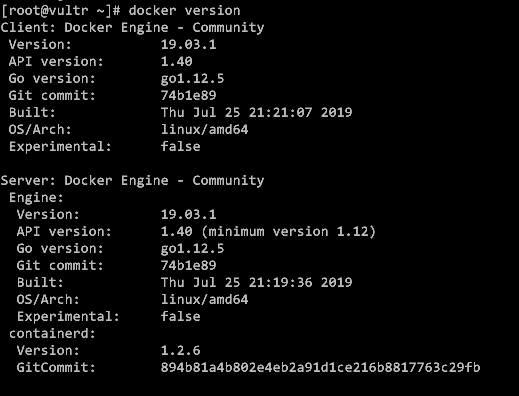 [root@vultr ~]# docker version
Client: Docker Engine - Community
 Version:           19.03.1
 API version:       1.40
 Go version:        go1.12.5
 Git commit:        74b1e89
 Built:             Thu Jul 25 21:21:07 2019
 OS/Arch:           linux/amd64
 Experimental:      false

Server: Docker Engine - Community
 Engine:
  Version:          19.03.1
  API version:      1.40 (minimum version 1.12)
  Go version:       go1.12.5
  Git commit:       74b1e89
  Built:            Thu Jul 25 21:19:36 2019
  OS/Arch:          linux/amd64
  Experimental:     false
 containerd:
  Version:          1.2.6
  GitCommit:        894b81a4b802e4eb2a91d1ce216b8817763c29fb